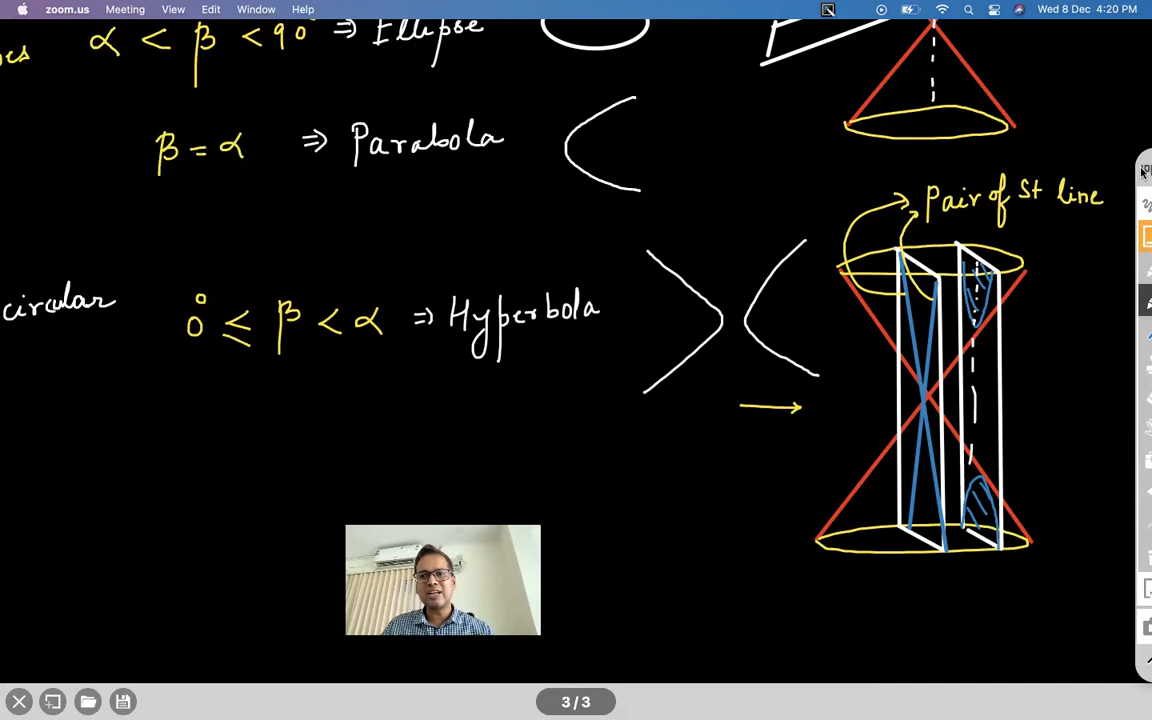 zoom.us Meeting View Edit Window Help Wed 8 Dec 4:20 PM
α < β < 90° ⇒ Ellipse
β = α ⇒ Parabola
Pair of St line
circular
0° ≤ β < α ⇒ Hyperbola
3 / 3